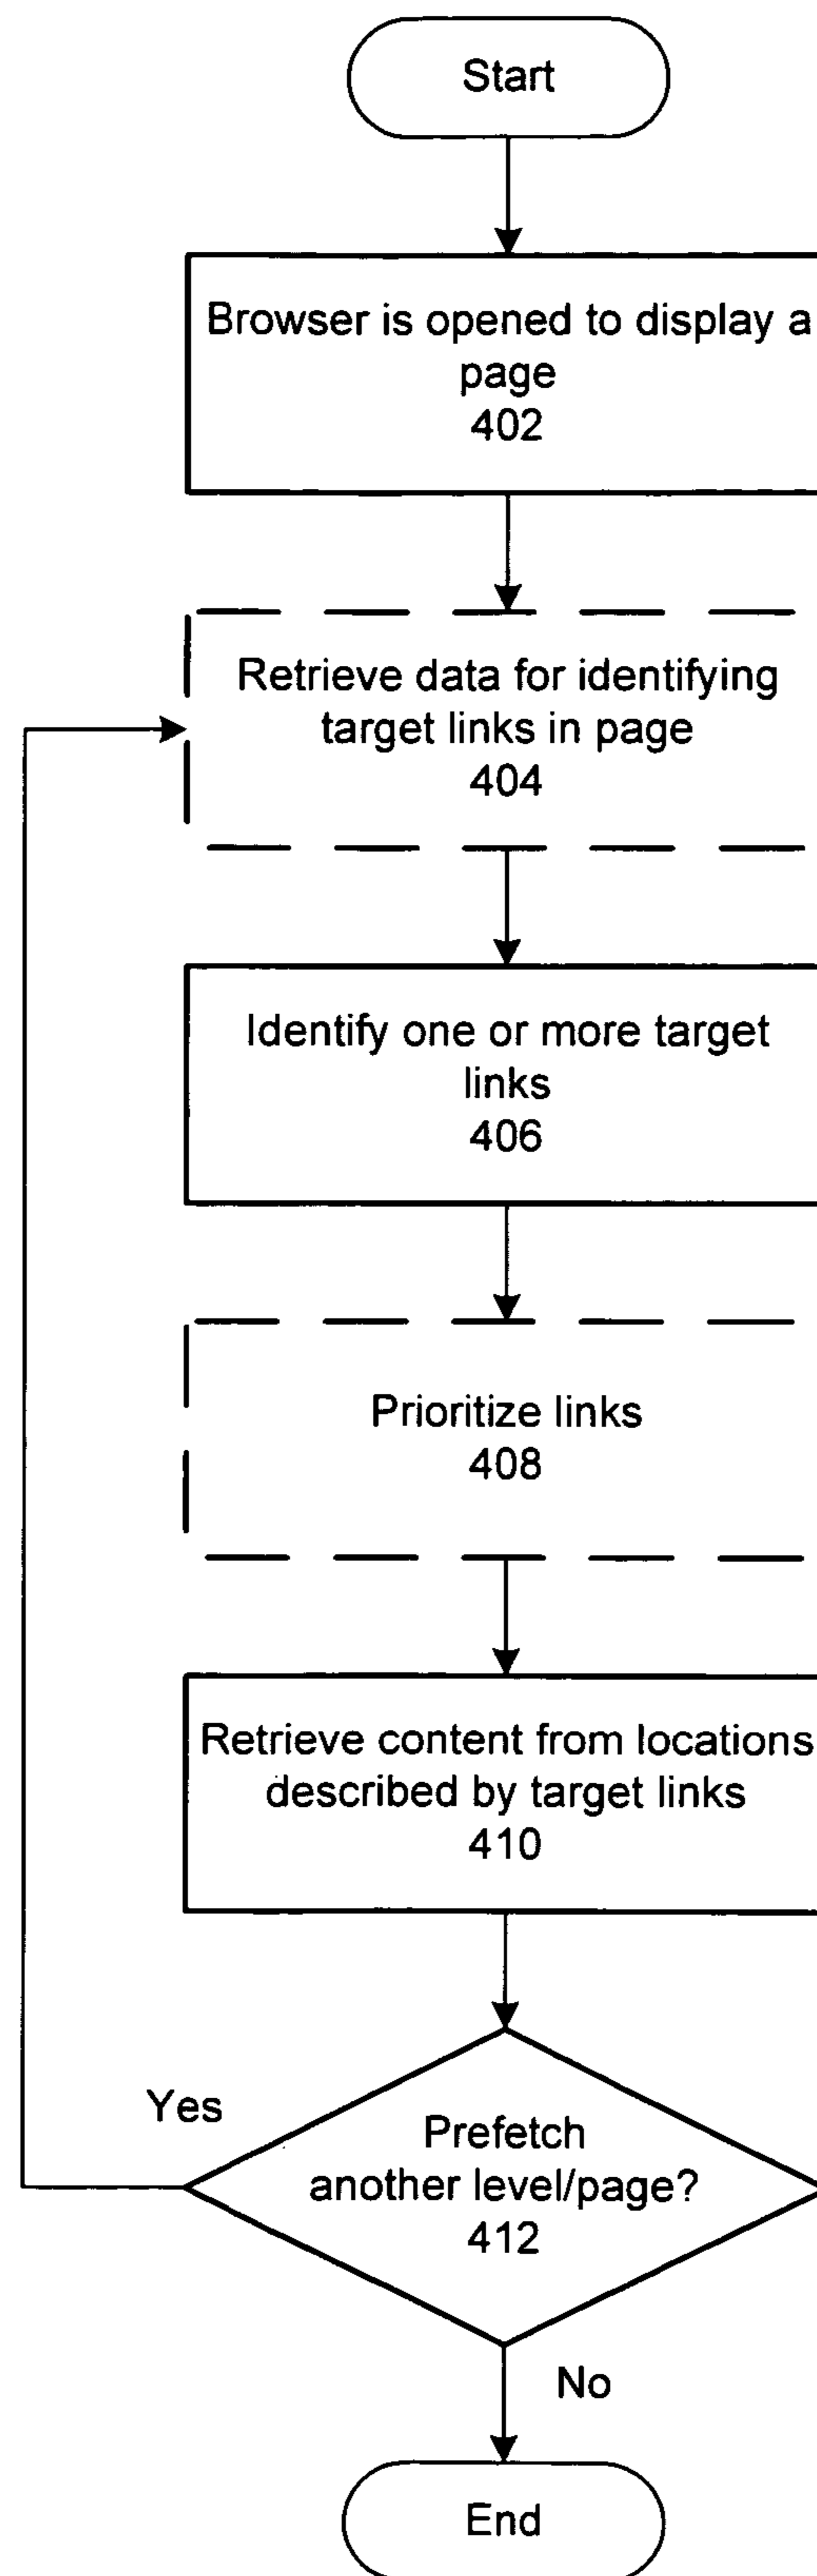 Start
Browser is opened to display a
page
402
Retrieve data for identifying
target links in page
404
Identify one or more target
links
406
Prioritize links
408
Retrieve content from locations
described by target links
410
Yes
Prefetch
another level/page?
412
No
End